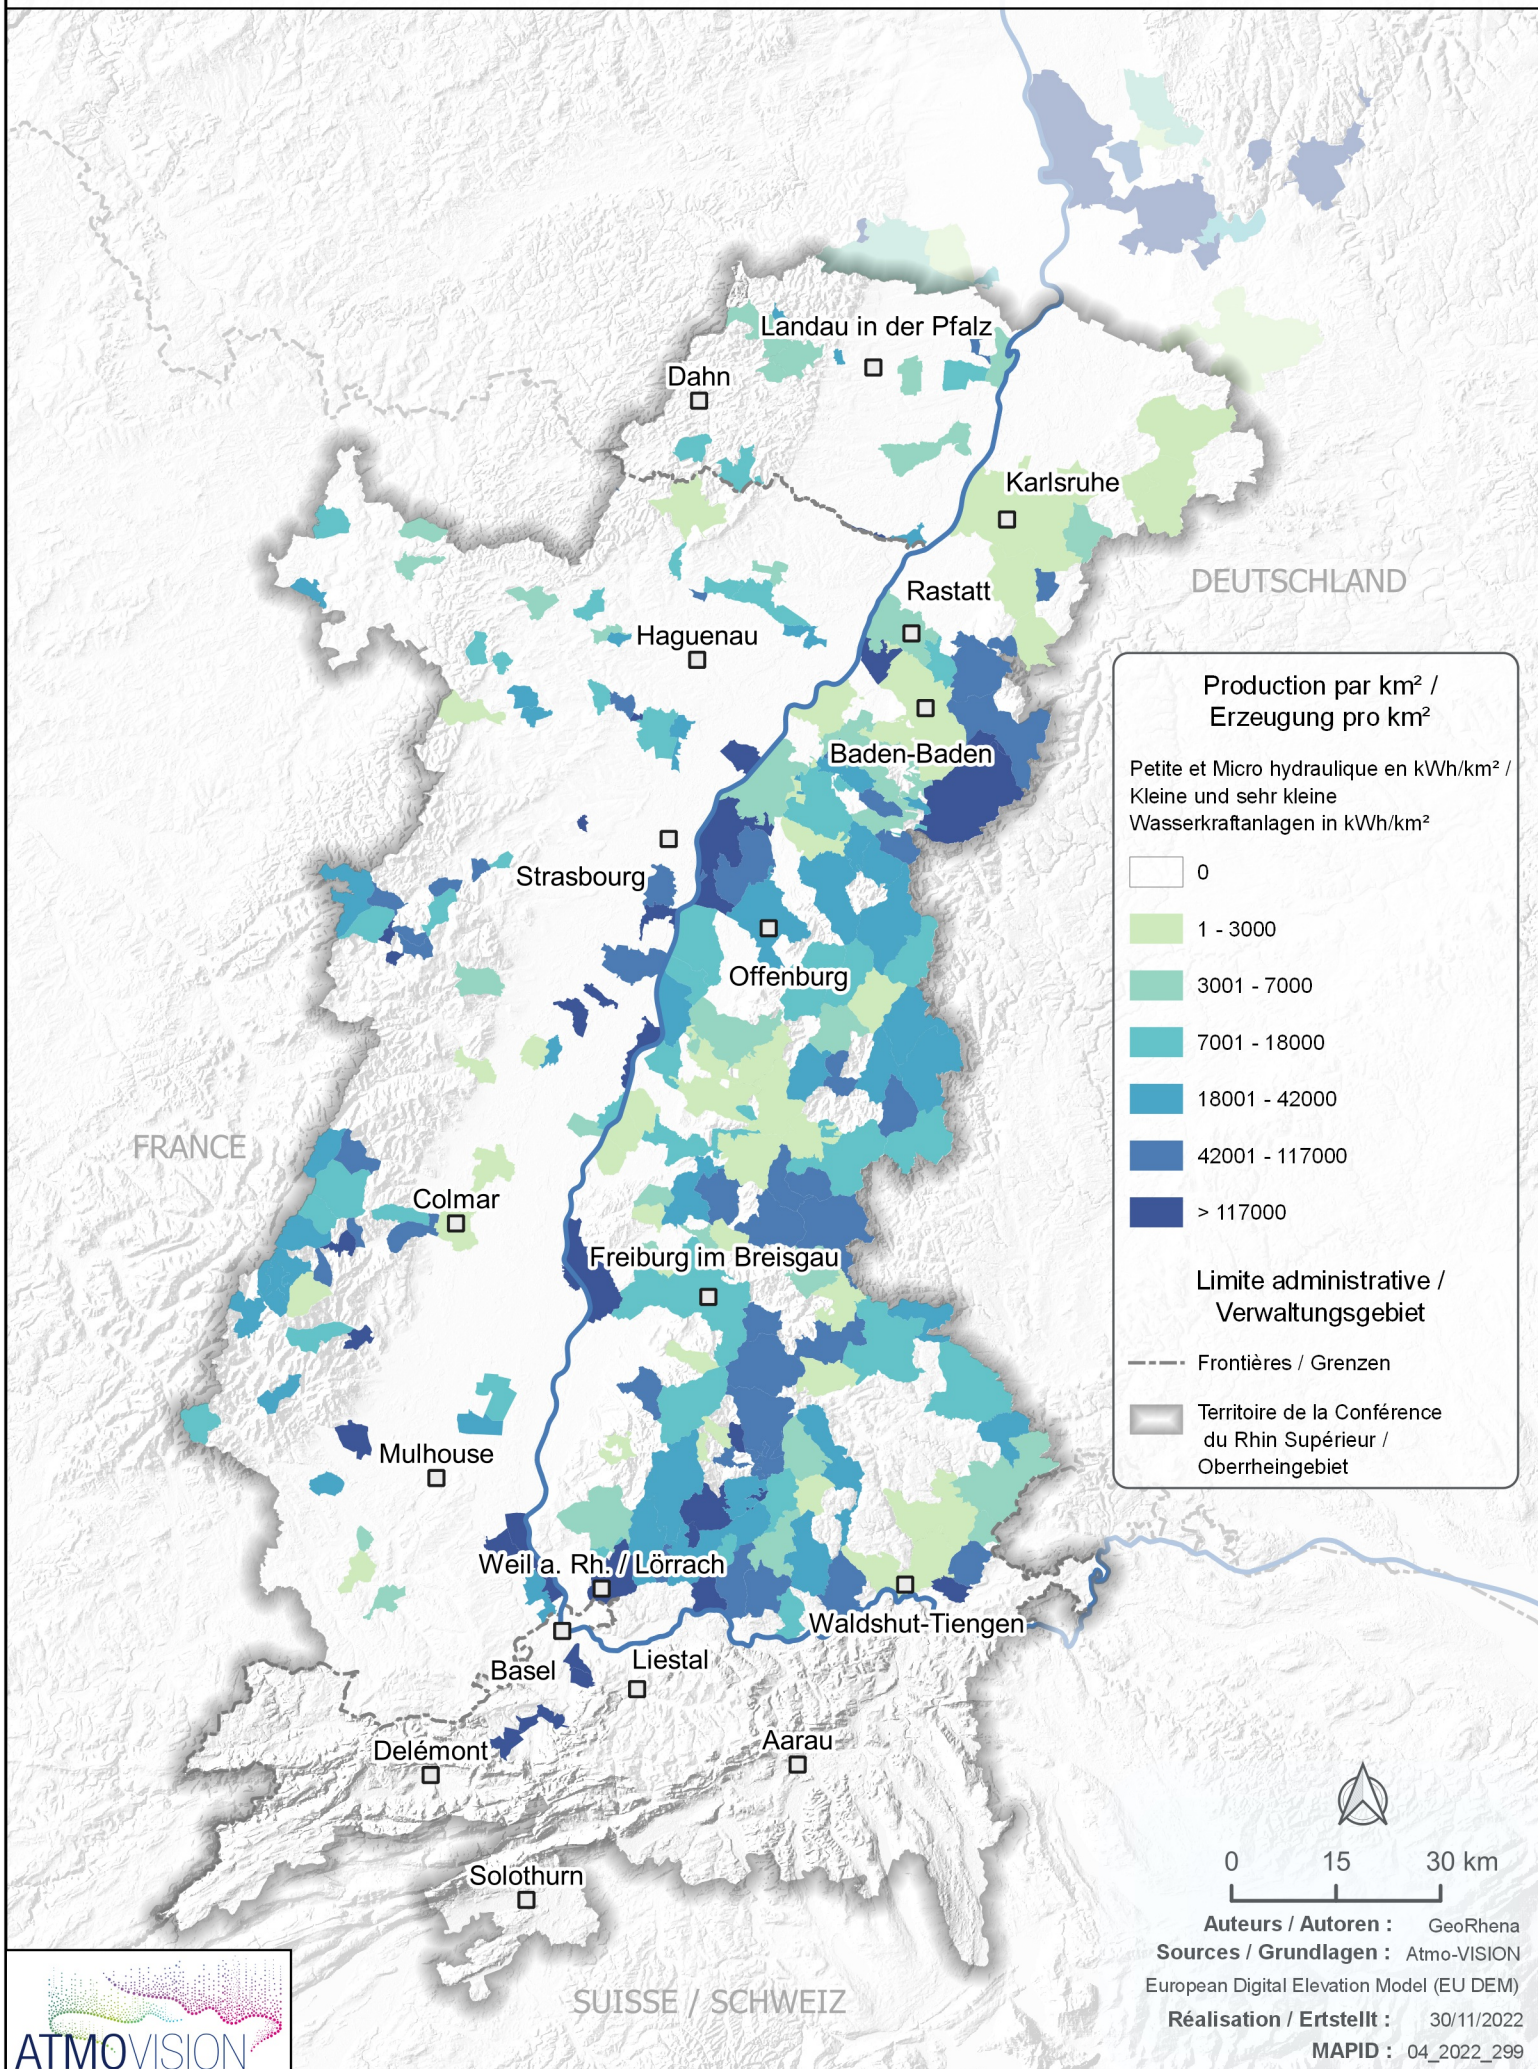 Landau in der Pfalz
Dahn
Karlsruhe
DEUTSCHLAND
Rastatt
Haguenau
Baden-Baden
Strasbourg
Offenburg
FRANCE
Colmar
Freiburg im Breisgau
Mulhouse
Weil a. Rh. / Lörrach
Waldshut-Tiengen
Basel
Liestal
Delémont
Aarau
Solothurn
SUISSE / SCHWEIZ
Production par km² /
Erzeugung pro km²
Petite et Micro hydraulique en kWh/km² /
Kleine und sehr kleine
Wasserkraftanlagen in kWh/km²
0
1 - 3000
3001 - 7000
7001 - 18000
18001 - 42000
42001 - 117000
> 117000
Limite administrative /
Verwaltungsgebiet
Frontières / Grenzen
Territoire de la Conférence
du Rhin Supérieur /
Oberrheingebiet
0 15 30 km
Auteurs / Autoren : GeoRhena
Sources / Grundlagen : Atmo-VISION
European Digital Elevation Model (EU DEM)
Réalisation / Ertstellt : 30/11/2022
MAPID : 04_2022_299
ATMOVISION